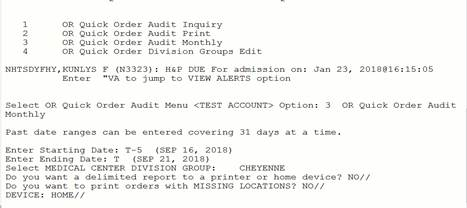 1 OR Quick Order Audit Inquiry
2 OR Quick Order Audit Print
3 OR Quick Order Audit Monthly
4 OR Quick Order Division Groups Edit
NHTSDYFHY,KUNLYS F (N3323): H&P DUE For admission on: Jan 23, 2018@16:15:05
Enter "VA to jump to VIEW ALERTS option
Select OR Quick Order Audit Menu <TEST ACCOUNT> Option: 3 OR Quick Order Audit
Monthly
Past date ranges can be entered covering 31 days at a time.
Enter Starting Date: T-5 (SEP 16, 2018)
Enter Ending Date: T (SEP 21, 2018)
Select MEDICAL CENTER DIVISION GROUP: CHEYENNE
Do you want a delimited report to a printer or home device? NO//
Do you want to print orders with MISSING LOCATIONS? NO//
DEVICE: HOME//